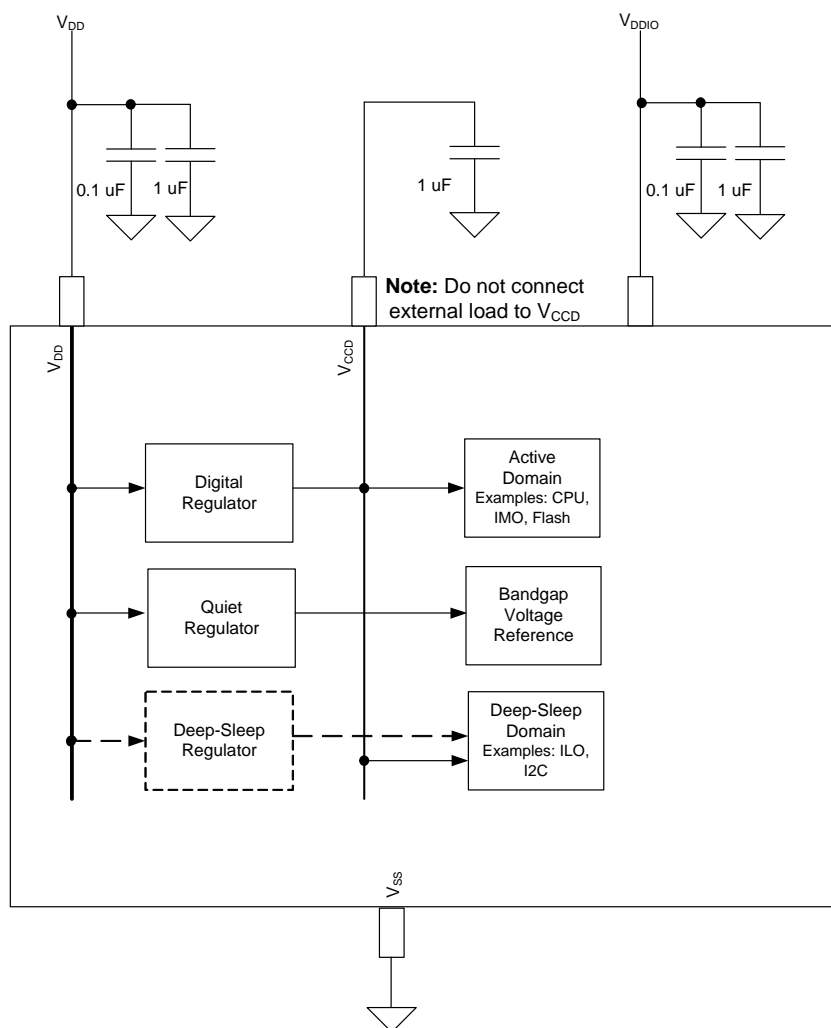 VDD
VDDIO
0.1 uF
1 uF
1 uF
0.1 uF
1 uF
Note: Do not connect
external load to VCCD
VDD
VCCD
Digital
Regulator
Active
Domain
Examples: CPU,
IMO, Flash
Quiet
Regulator
Bandgap
Voltage
Reference
Deep-Sleep
Regulator
Deep-Sleep
Domain
Examples: ILO,
I2C
VSS